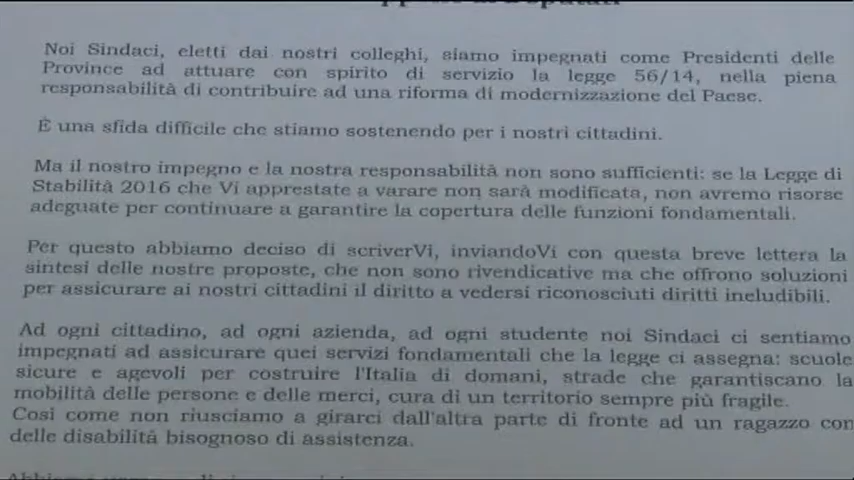 Noi Sindaci, eletti dai nostri colleghi, siamo impegnati come Presidenti delle
Province ad attuare con spirito di servizio la legge 56/14, nella piena
responsabilità di contribuire ad una riforma di modernizzazione del Paese.
È una sfida difficile che stiamo sostenendo per i nostri cittadini.
Ma il nostro impegno e la nostra responsabilità non sono sufficienti: se la Legge di
Stabilità 2016 che Vi apprestate a varare non sarà modificata, non avremo risorse
adeguate per continuare a garantire la copertura delle funzioni fondamentali.
Per questo abbiamo deciso di scriverVi, inviandoVi con questa breve lettera la
sintesi delle nostre proposte, che non sono rivendicative ma che offrono soluzioni
per assicurare ai nostri cittadini il diritto a vedersi riconosciuti diritti ineludibili.
Ad ogni cittadino, ad ogni azienda, ad ogni studente noi Sindaci ci sentiamo
impegnati ad assicurare quei servizi fondamentali che la legge ci assegna: scuole
sicure e agevoli per costruire l'Italia di domani, strade che garantiscano la
mobilità delle persone e delle merci, cura di un territorio sempre più fragile.
Così come non riusciamo a girarci dall'altra parte di fronte ad un ragazzo con
delle disabilità bisognoso di assistenza.